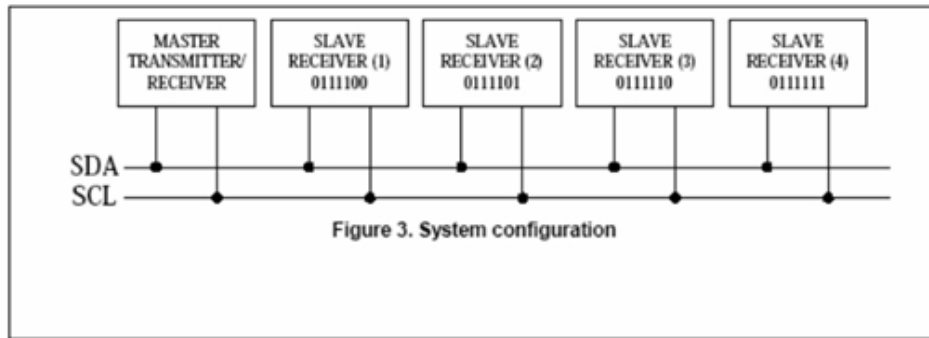 MASTER
TRANSMITTER/
RECEIVER
SLAVE
RECEIVER (1)
0111100
SLAVE
RECEIVER (2)
0111101
SLAVE
RECEIVER (3)
0111110
SLAVE
RECEIVER (4)
0111111
SDA
SCL
Figure 3. System configuration